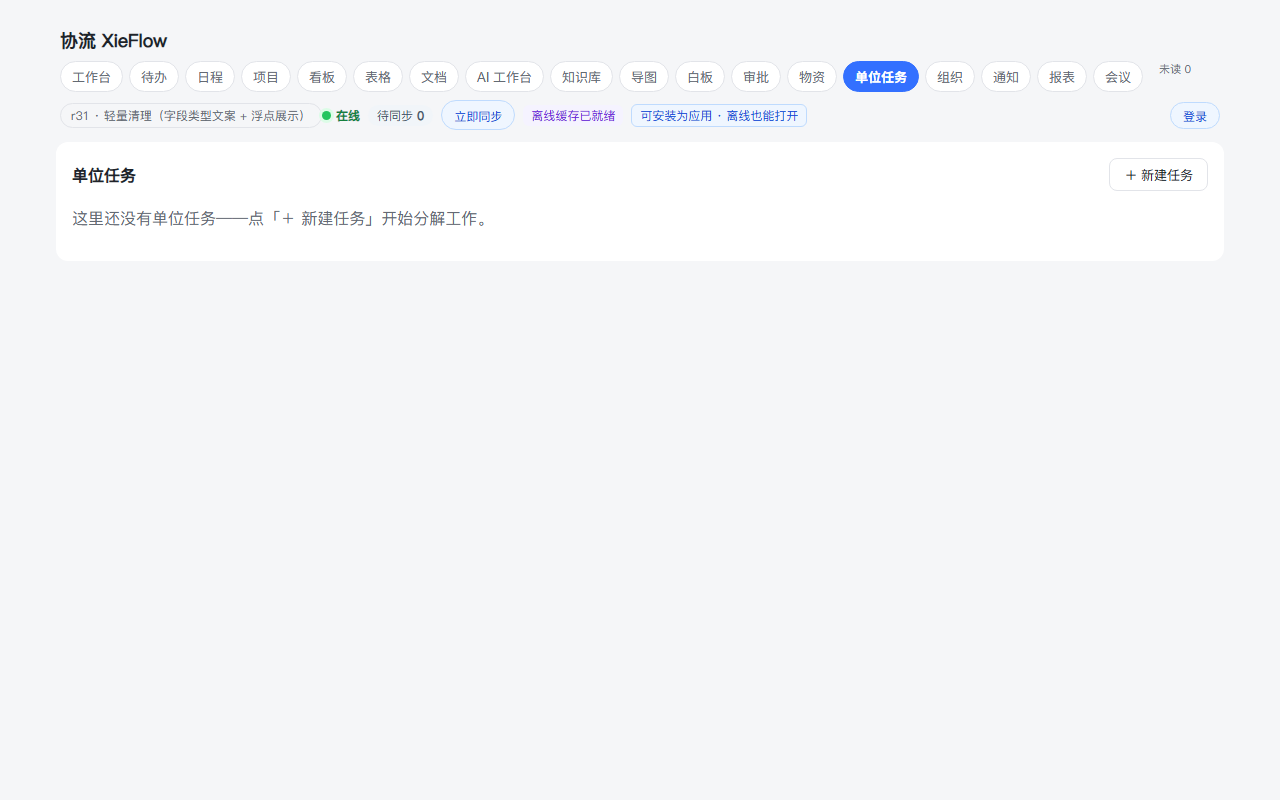 协流 XieFlow
工作台 待办 日程 项目 看板 表格 文档 AI 工作台 知识库 导图 白板 审批 物资 单位任务 组织 通知 报表 会议 未读 0
r31 · 轻量清理（字段类型文案 + 浮点展示） 在线 待同步 0 立即同步 离线缓存已就绪 可安装为应用 · 离线也能打开 登录
单位任务 ＋ 新建任务
这里还没有单位任务——点「＋ 新建任务」开始分解工作。